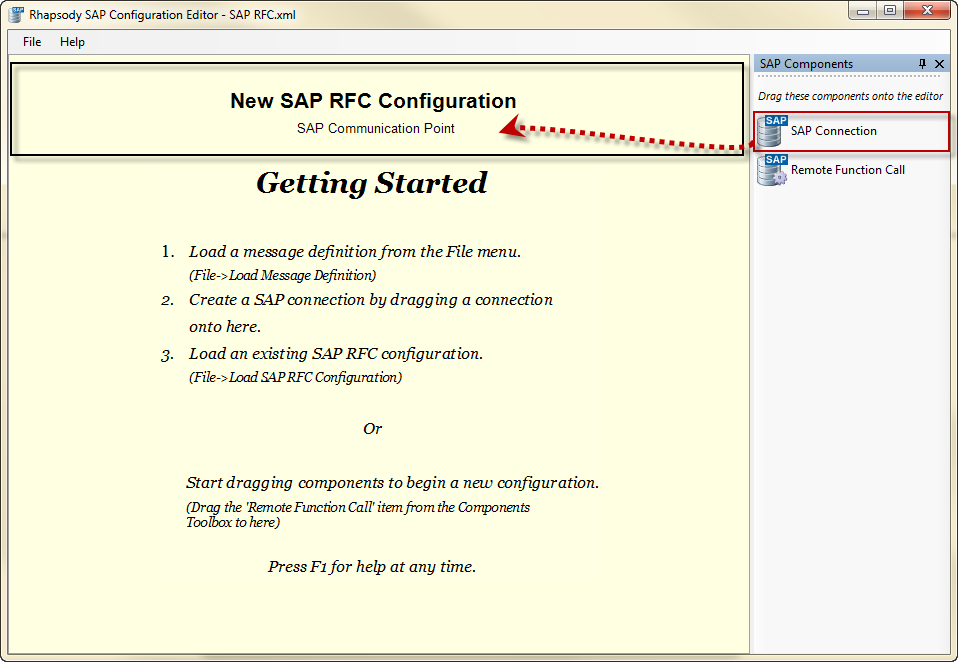 Rhapsody SAP Configuration Editor - SAP RFC.xml
File Help
SAP Components
Drag these components onto the editor
SAP
SAP Connection
SAP
Remote Function Call
New SAP RFC Configuration
SAP Communication Point
Getting Started
1. Load a message definition from the File menu.
(File->Load Message Definition)
2. Create a SAP connection by dragging a connection
onto here.
3. Load an existing SAP RFC configuration.
(File->Load SAP RFC Configuration)
Or
Start dragging components to begin a new configuration.
(Drag the 'Remote Function Call' item from the Components
Toolbox to here)
Press F1 for help at any time.